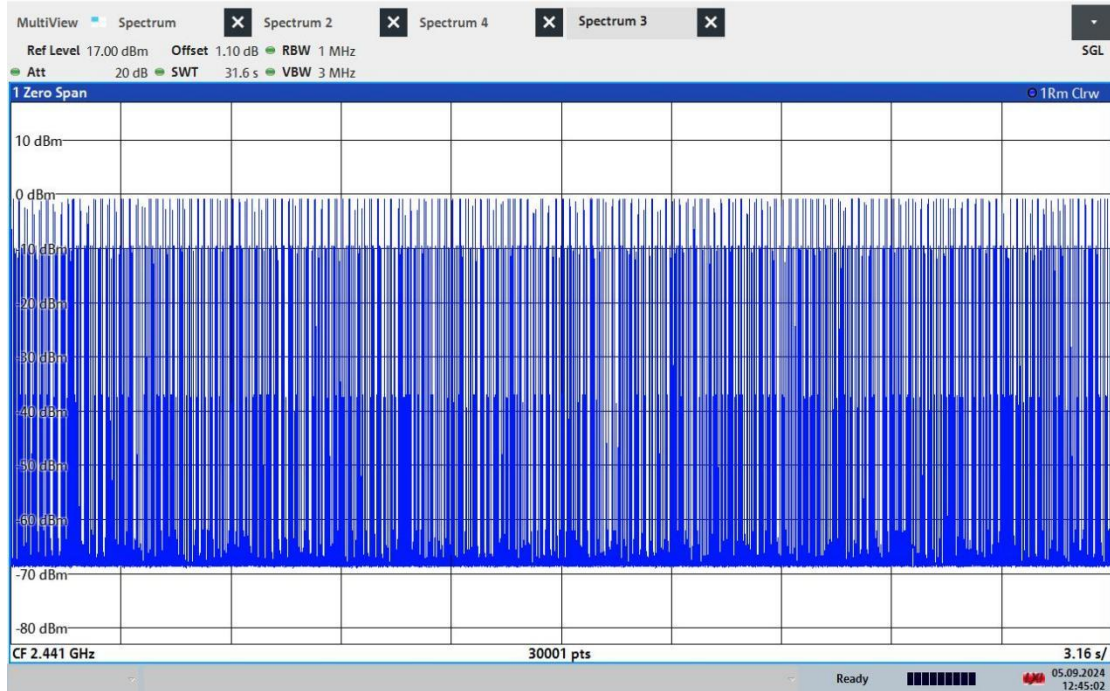 MultiView Spectrum Spectrum 2 Spectrum 4 Spectrum 3
Ref Level 17.00 dBm Offset 1.10 dB RBW 1 MHz SGL
Att 20 dB SWT 31.6 s VBW 3 MHz
1 Zero Span 1Rm Clrw
10 dBm
0 dBm
-10 dBm
-20 dBm
-30 dBm
-40 dBm
-50 dBm
-60 dBm
-70 dBm
-80 dBm
CF 2.441 GHz 30001 pts 3.16 s/
Ready 05.09.2024
12:45:02